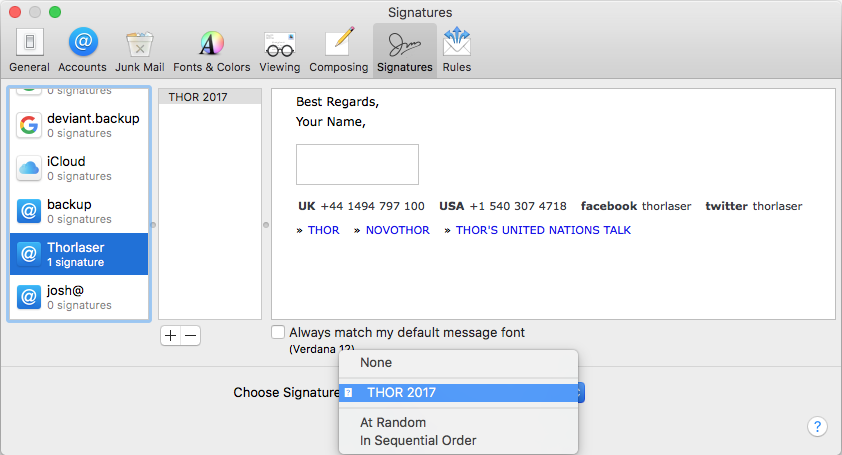 Signatures
General Accounts Junk Mail Fonts & Colors Viewing Composing Signatures Rules
0 signatures
deviant.backup
0 signatures
iCloud
0 signatures
backup
0 signatures
Thorlaser
1 signature
josh@
0 signatures
THOR 2017
Best Regards,
Your Name,
UK +44 1494 797 100 USA +1 540 307 4718 facebook thorlaser twitter thorlaser
» THOR » NOVOTHOR » THOR'S UNITED NATIONS TALK
+ −
Always match my default message font
(Verdana 12)
Choose Signature
None
? THOR 2017
At Random
In Sequential Order
?